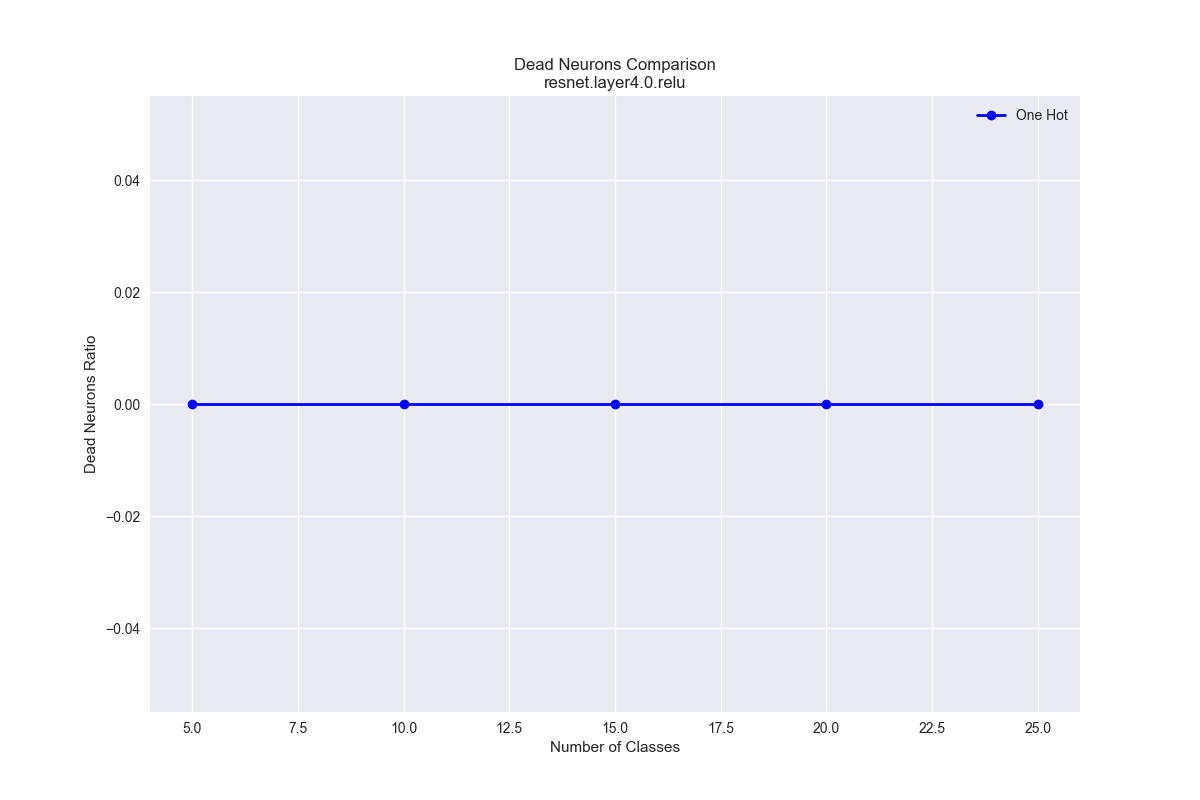 Dead Neurons Comparison
resnet.layer4.0.relu
One Hot
0.04
0.02
0.00
−0.02
−0.04
Dead Neurons Ratio
5.0 7.5 10.0 12.5 15.0 17.5 20.0 22.5 25.0
Number of Classes